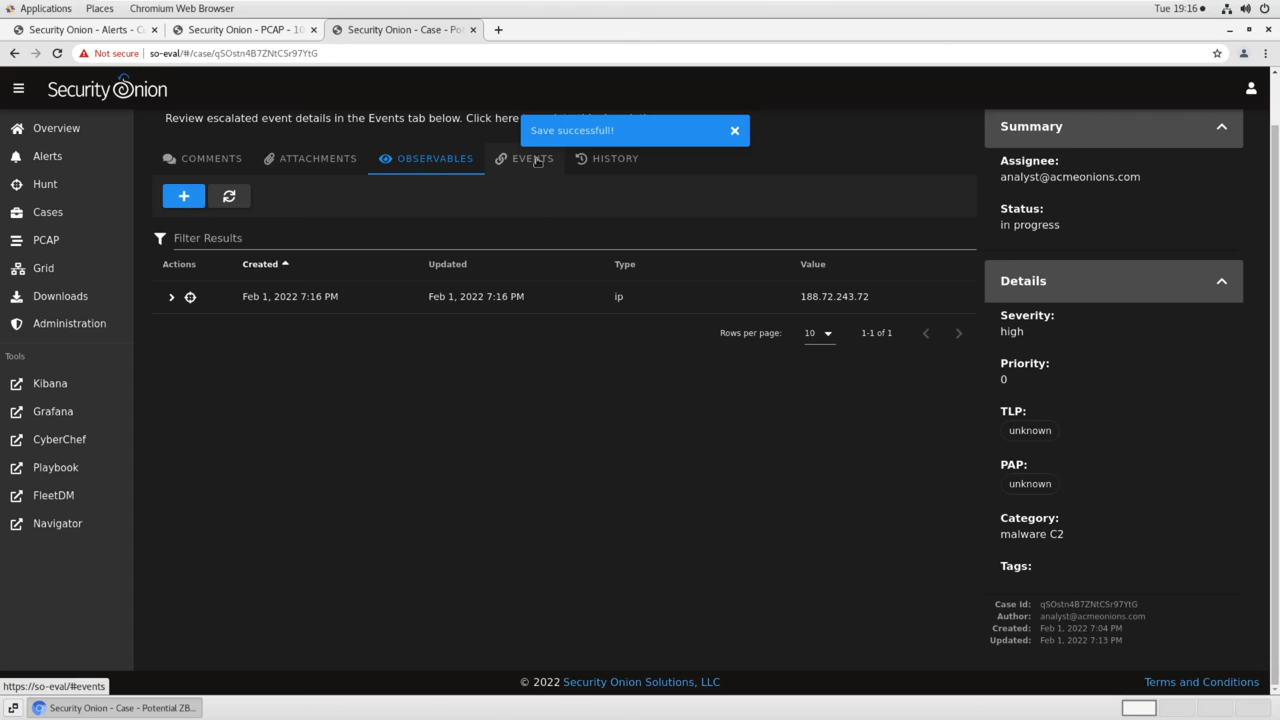 Applications Places Chromium Web Browser Tue 19:16
Security Onion - Alerts - C
Security Onion - PCAP - 10
Security Onion - Case - Po
Not secure so-eval/#/case/qSOstn4B7ZNtCSr97YtG
Security Onion
Overview
Alerts
Hunt
Cases
PCAP
Grid
Downloads
Administration
Tools
Kibana
Grafana
CyberChef
Playbook
FleetDM
Navigator
Review escalated event details in the Events tab below. Click here
Save successful!
COMMENTS ATTACHMENTS OBSERVABLES EVENTS HISTORY
+
Filter Results
Actions Created Updated Type Value
Feb 1, 2022 7:16 PM Feb 1, 2022 7:16 PM ip 188.72.243.72
Rows per page: 10 1-1 of 1
Summary
Assignee:
analyst@acmeonions.com
Status:
in progress
Details
Severity:
high
Priority:
0
TLP:
unknown
PAP:
unknown
Category:
malware C2
Tags:
Case Id: qSOstn4B7ZNtCSr97YtG
Author: analyst@acmeonions.com
Created: Feb 1, 2022 7:04 PM
Updated: Feb 1, 2022 7:13 PM
© 2022 Security Onion Solutions, LLC
Terms and Conditions
https://so-eval/#events
Security Onion - Case - Potential ZB...